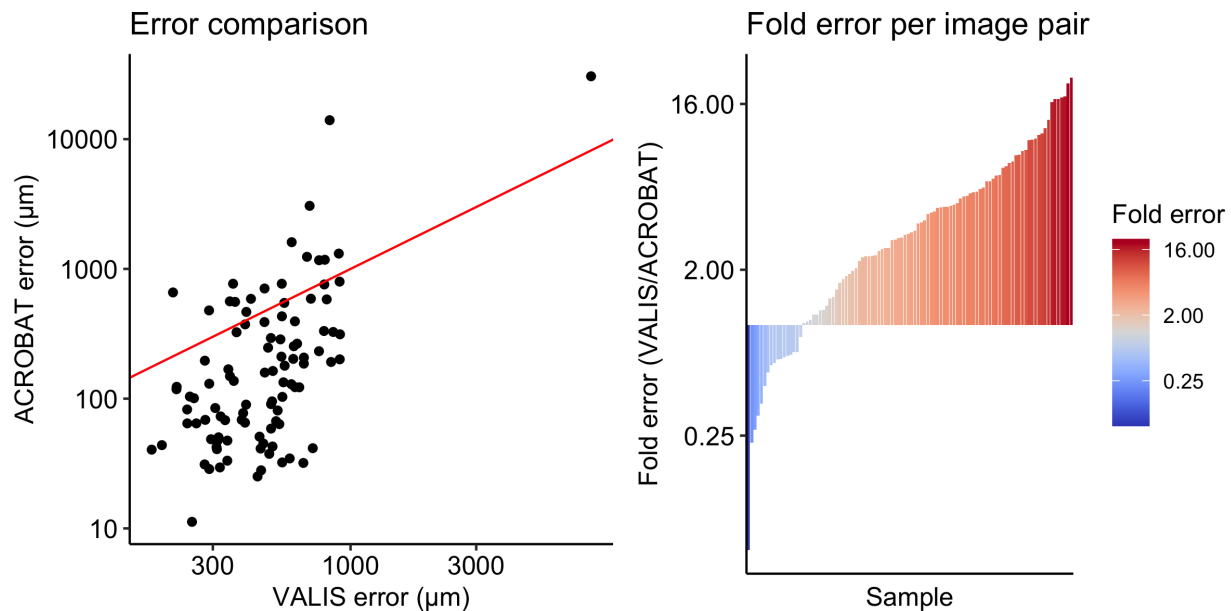 Error comparison
ACROBAT error (µm)
10000
1000
100
10
300
1000
3000
VALIS error (µm)
Fold error per image pair
Fold error (VALIS/ACROBAT)
16.00
2.00
0.25
Sample
Fold error
16.00
2.00
0.25